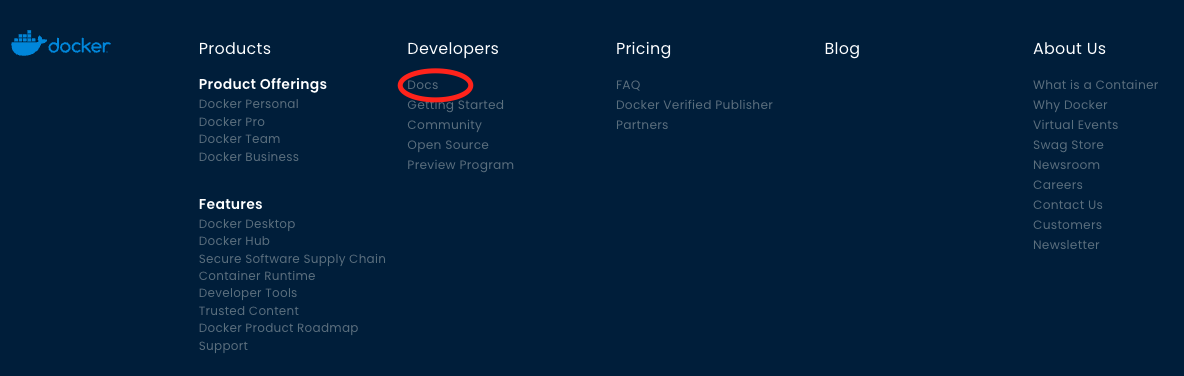 docker
Products
Product Offerings
Docker Personal
Docker Pro
Docker Team
Docker Business
Features
Docker Desktop
Docker Hub
Secure Software Supply Chain
Container Runtime
Developer Tools
Trusted Content
Docker Product Roadmap
Support
Developers
Docs
Getting Started
Community
Open Source
Preview Program
Pricing
FAQ
Docker Verified Publisher
Partners
Blog
About Us
What is a Container
Why Docker
Virtual Events
Swag Store
Newsroom
Careers
Contact Us
Customers
Newsletter